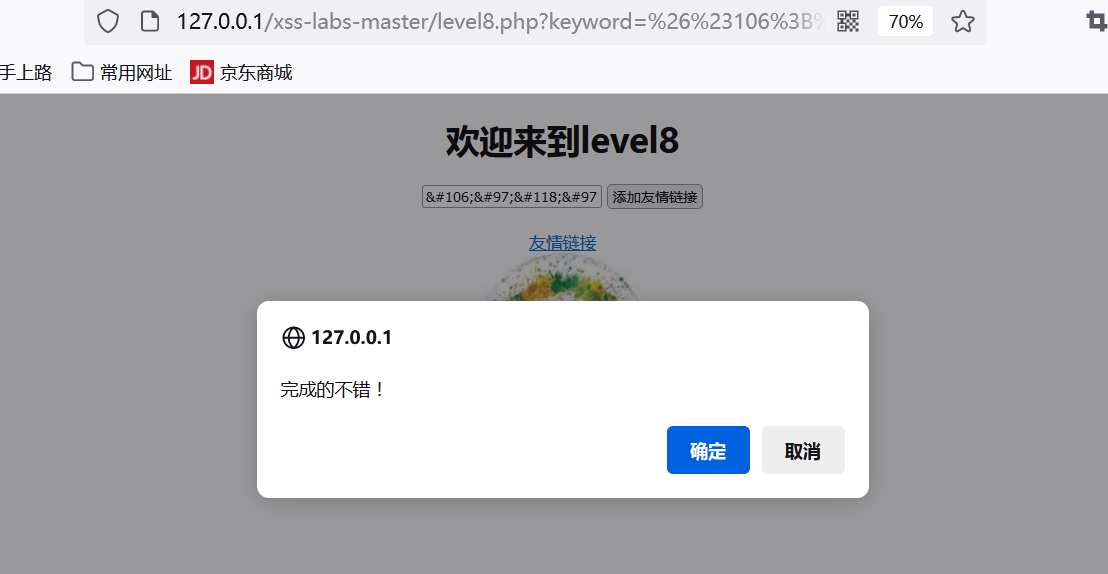 127.0.0.1/xss-labs-master/level8.php?keyword=%26%23106%3B% 70%
手上路 常用网址 JD 京东商城
欢迎来到level8
&#106;&#97;&#118;&#97 添加友情链接
友情链接
127.0.0.1
完成的不错！
确定 取消